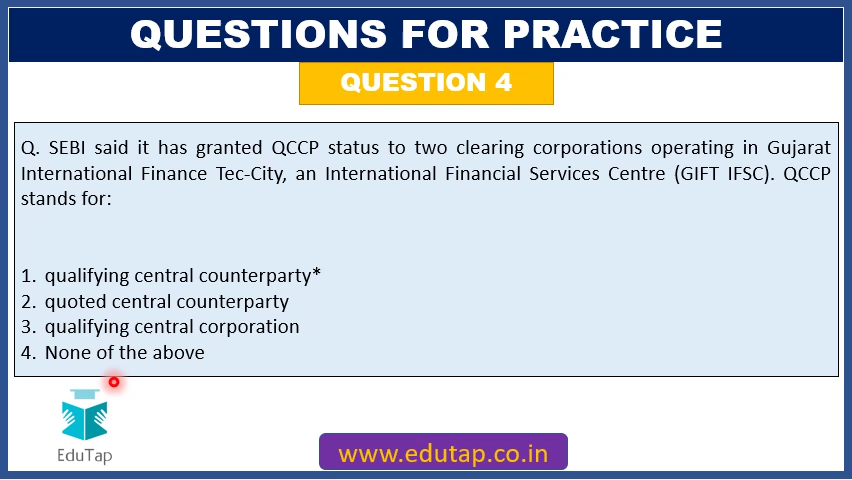 QUESTIONS FOR PRACTICE
QUESTION 4
Q. SEBI said it has granted QCCP status to two clearing corporations operating in Gujarat
International Finance Tec-City, an International Financial Services Centre (GIFT IFSC). QCCP
stands for:
1. qualifying central counterparty*
2. quoted central counterparty
3. qualifying central corporation
4. None of the above
EduTap
www.edutap.co.in